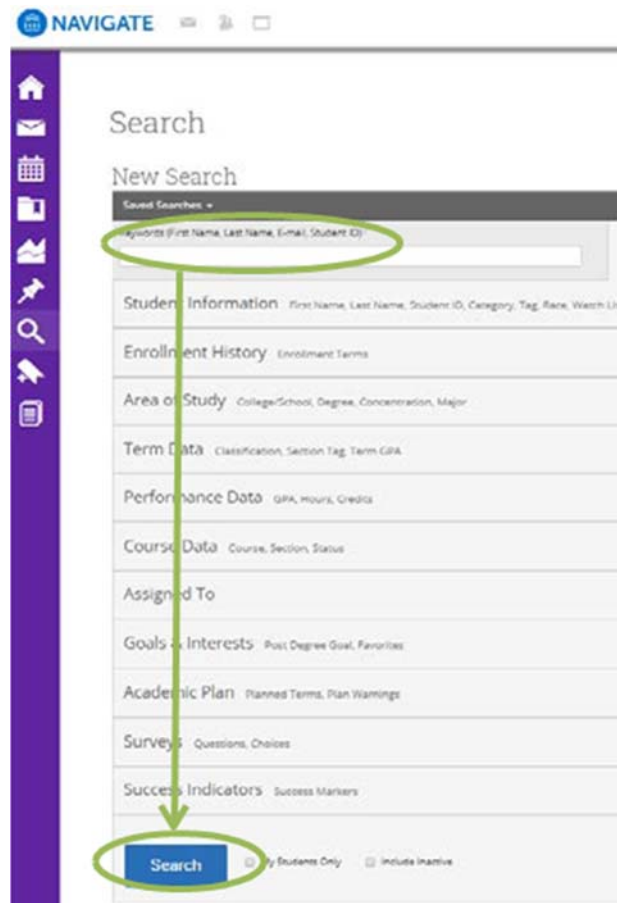 NAVIGATE
Search
New Search
Saved Searches
Keywords (First Name, Last Name, E-mail, Student ID)
Student Information First Name, Last Name, Student ID, Category, Tag, Race, Watch Li
Enrollment History Enrollment Terms
Area of Study College/School, Degree, Concentration, Major
Term Data Classification, Section Tag, Term GPA
Performance Data GPA, Hours, Credits
Course Data Course, Section, Status
Assigned To
Goals & Interests Post Degree Goal, Favorites
Academic Plan Planned Terms, Plan Warnings
Surveys Questions, Choices
Success Indicators Success Markers
Search My Students Only Include Inactive